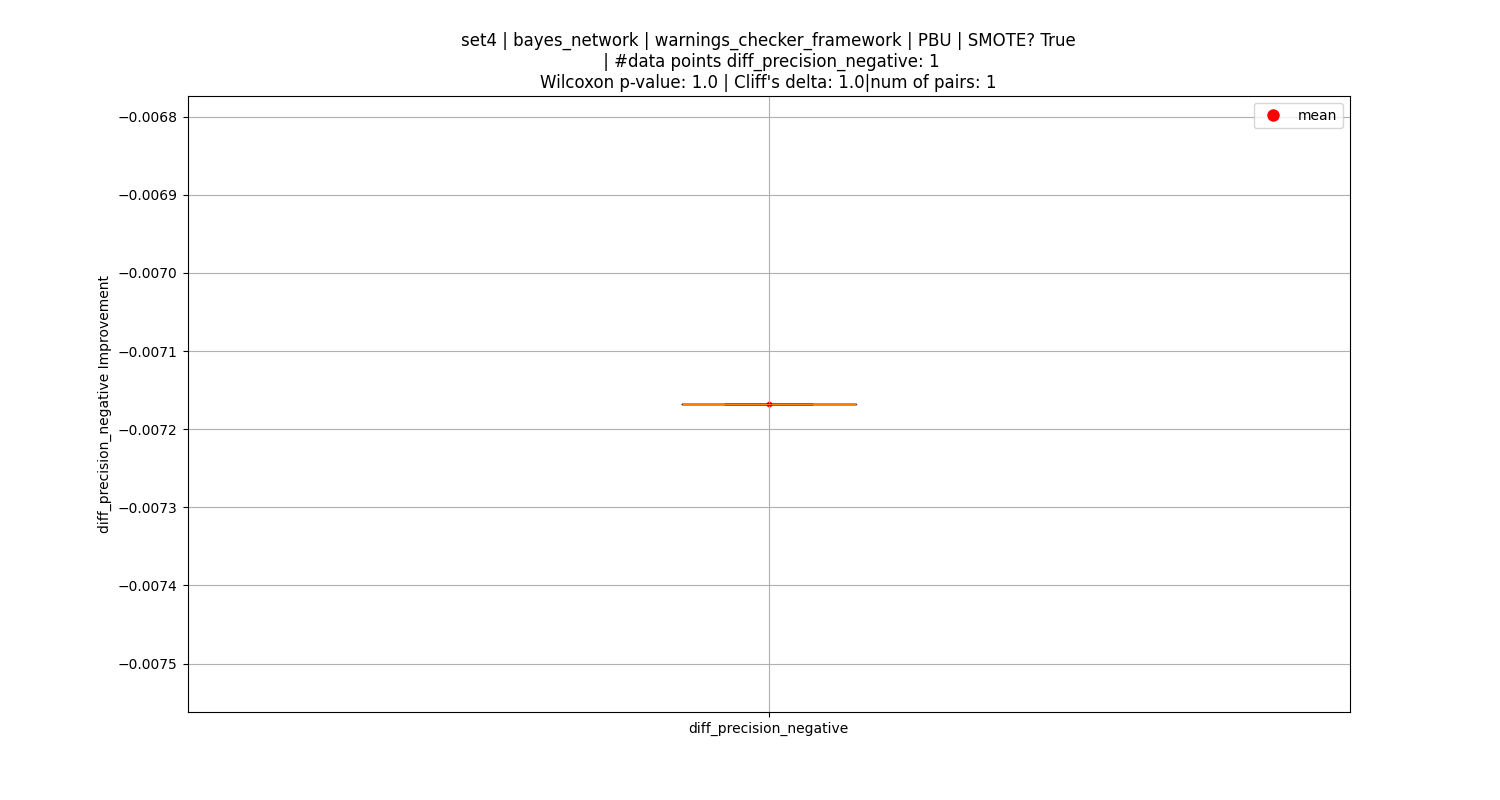 set4 | bayes_network | warnings_checker_framework | PBU | SMOTE? True
| #data points diff_precision_negative: 1
Wilcoxon p-value: 1.0 | Cliff's delta: 1.0|num of pairs: 1
mean
−0.0068
−0.0069
−0.0070
−0.0071
−0.0072
−0.0073
−0.0074
−0.0075
diff_precision_negative Improvement
diff_precision_negative